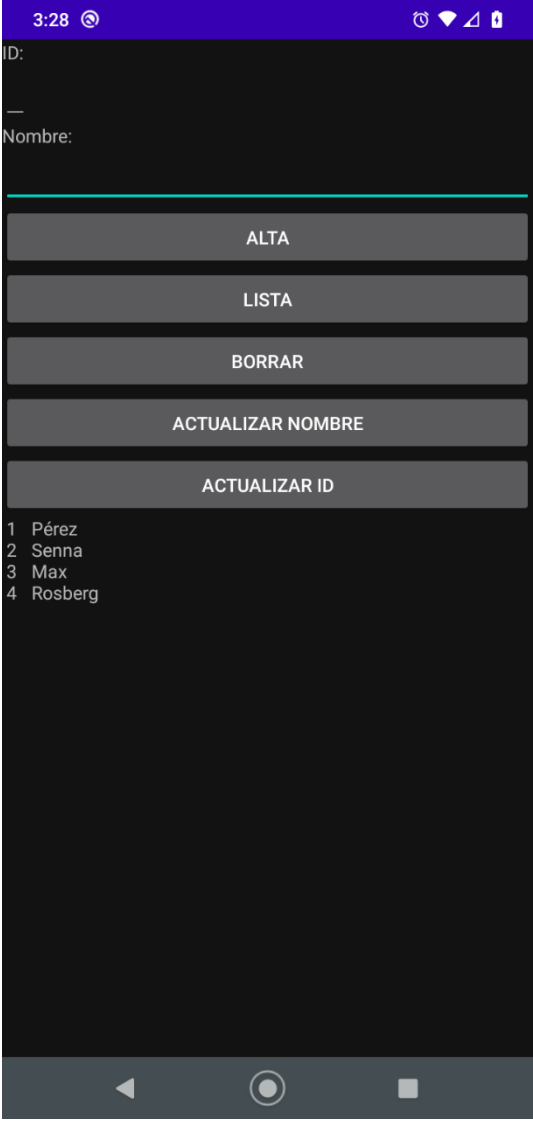 3:28
ID:
Nombre:
ALTA
LISTA
BORRAR
ACTUALIZAR NOMBRE
ACTUALIZAR ID
1 Pérez
2 Senna
3 Max
4 Rosberg